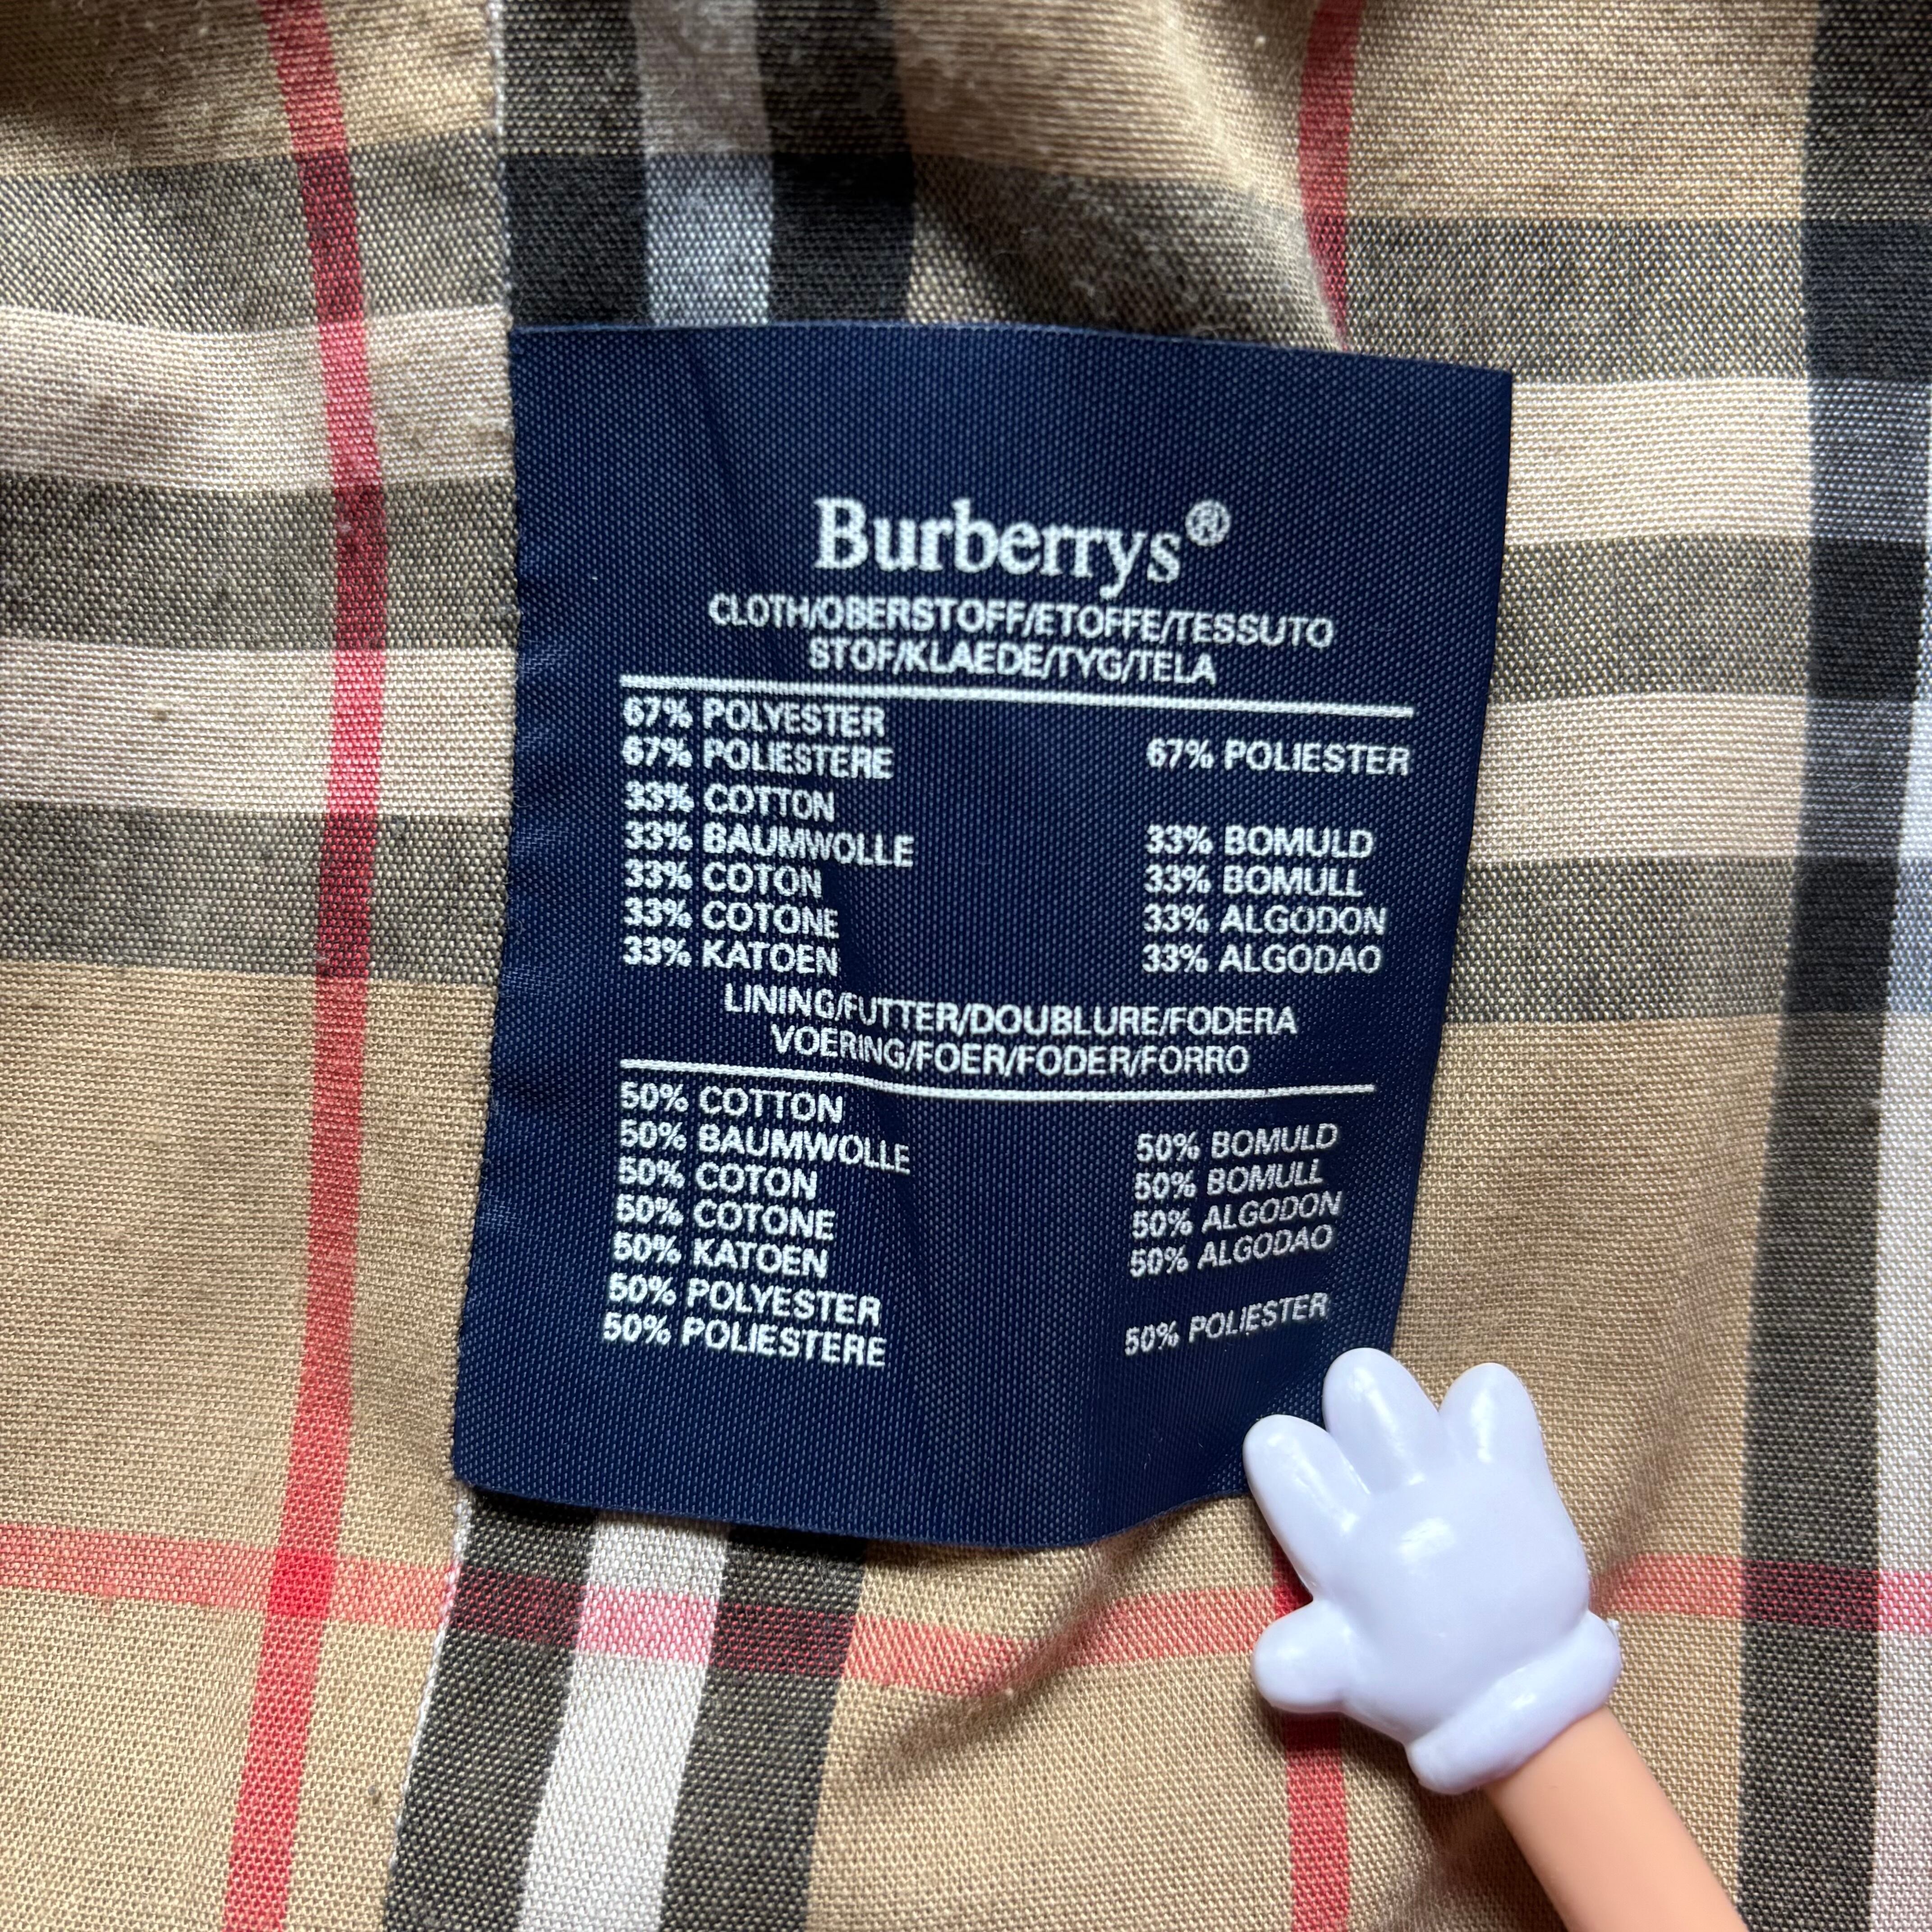 Burberrys®
CLOTH/OBERSTOFF/ETOFFE/TESSUTO
STOF/KLAEDE/TYG/TELA
67% POLYESTER
67% POLIESTERE 67% POLIESTER
33% COTTON
33% BAUMWOLLE 33% BOMULD
33% COTON 33% BOMULL
33% COTONE 33% ALGODON
33% KATOEN 33% ALGODAO
LINING/FUTTER/DOUBLURE/FODERA
VOERING/FOER/FODER/FORRO
50% COTTON
50% BAUMWOLLE 50% BOMULD
50% COTON 50% BOMULL
50% COTONE 50% ALGODON
50% KATOEN 50% ALGODAO
50% POLYESTER
50% POLIESTERE 50% POLIESTER